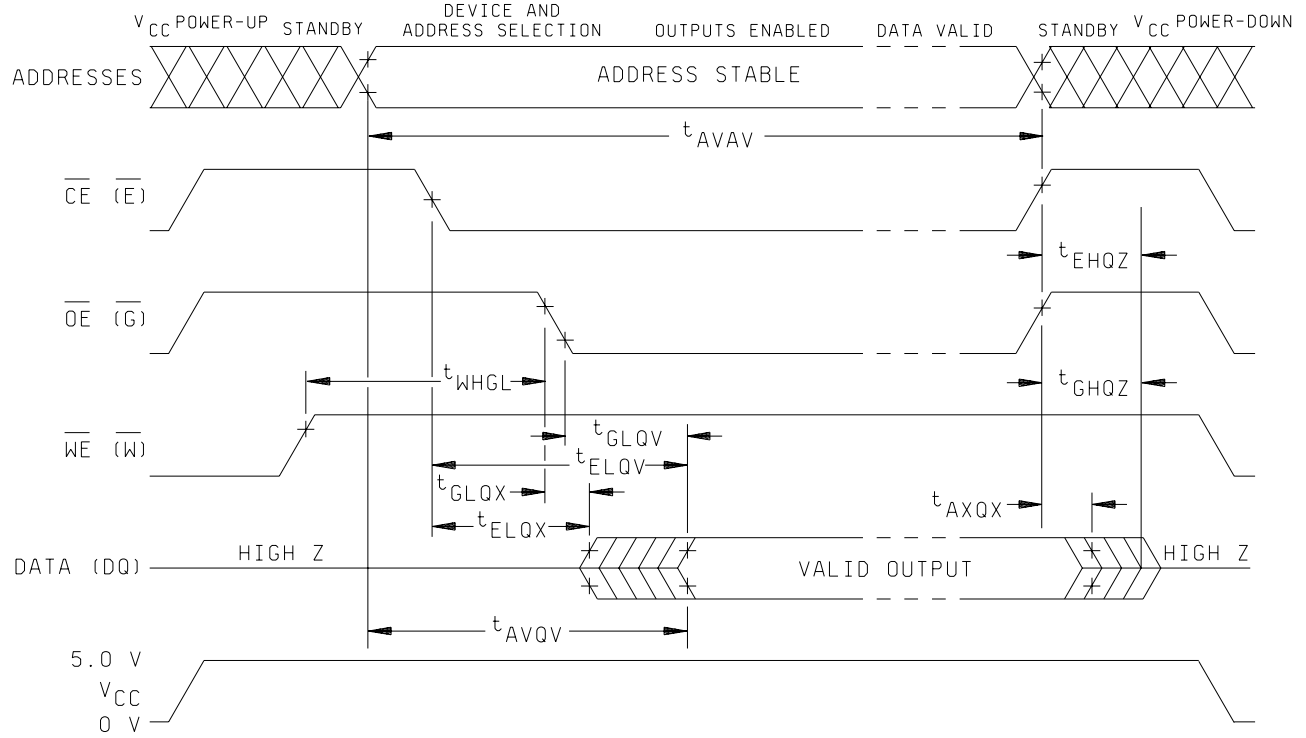 VCC POWER-UP STANDBY DEVICE AND ADDRESS SELECTION OUTPUTS ENABLED DATA VALID STANDBY VCC POWER-DOWN
ADDRESSES ADDRESS STABLE
tAVAV
CE (E)
tEHQZ
OE (G)
tWHGL tGHQZ
WE (W)
tGLQV
tELQV
tGLQX tAXQX
tELQX
DATA (DQ) HIGH Z VALID OUTPUT HIGH Z
tAVQV
5.0 V
VCC
0 V